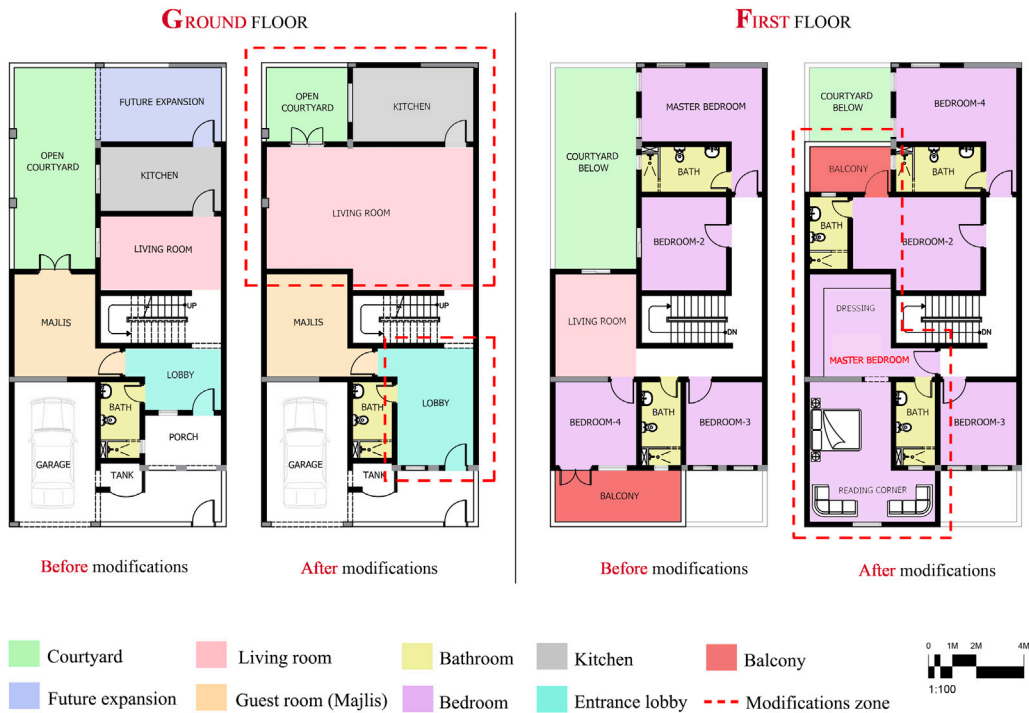 GROUND FLOOR
FIRST FLOOR
FUTURE EXPANSION
OPEN
COURTYARD
KITCHEN
LIVING ROOM
MAJLIS
UP
LOBBY
BATH
PORCH
GARAGE
TANK
Before modifications
OPEN
COURTYARD
KITCHEN
LIVING ROOM
MAJLIS
LOBBY
BATH
GARAGE
TANK
After modifications
MASTER BEDROOM
COURTYARD
BELOW
BATH
BEDROOM-2
LIVING ROOM
DN
BEDROOM-4
BATH
BEDROOM-3
BALCONY
Before modifications
COURTYARD
BELOW
BEDROOM-4
BALCONY
BATH
BATH
BEDROOM-2
DRESSING
DN
MASTER BEDROOM
BATH
BEDROOM-3
READING CORNER
After modifications
Courtyard
Living room
Bathroom
Kitchen
Balcony
Future expansion
Guest room (Majlis)
Bedroom
Entrance lobby
Modifications zone
0 1M 2M 4M
1:100